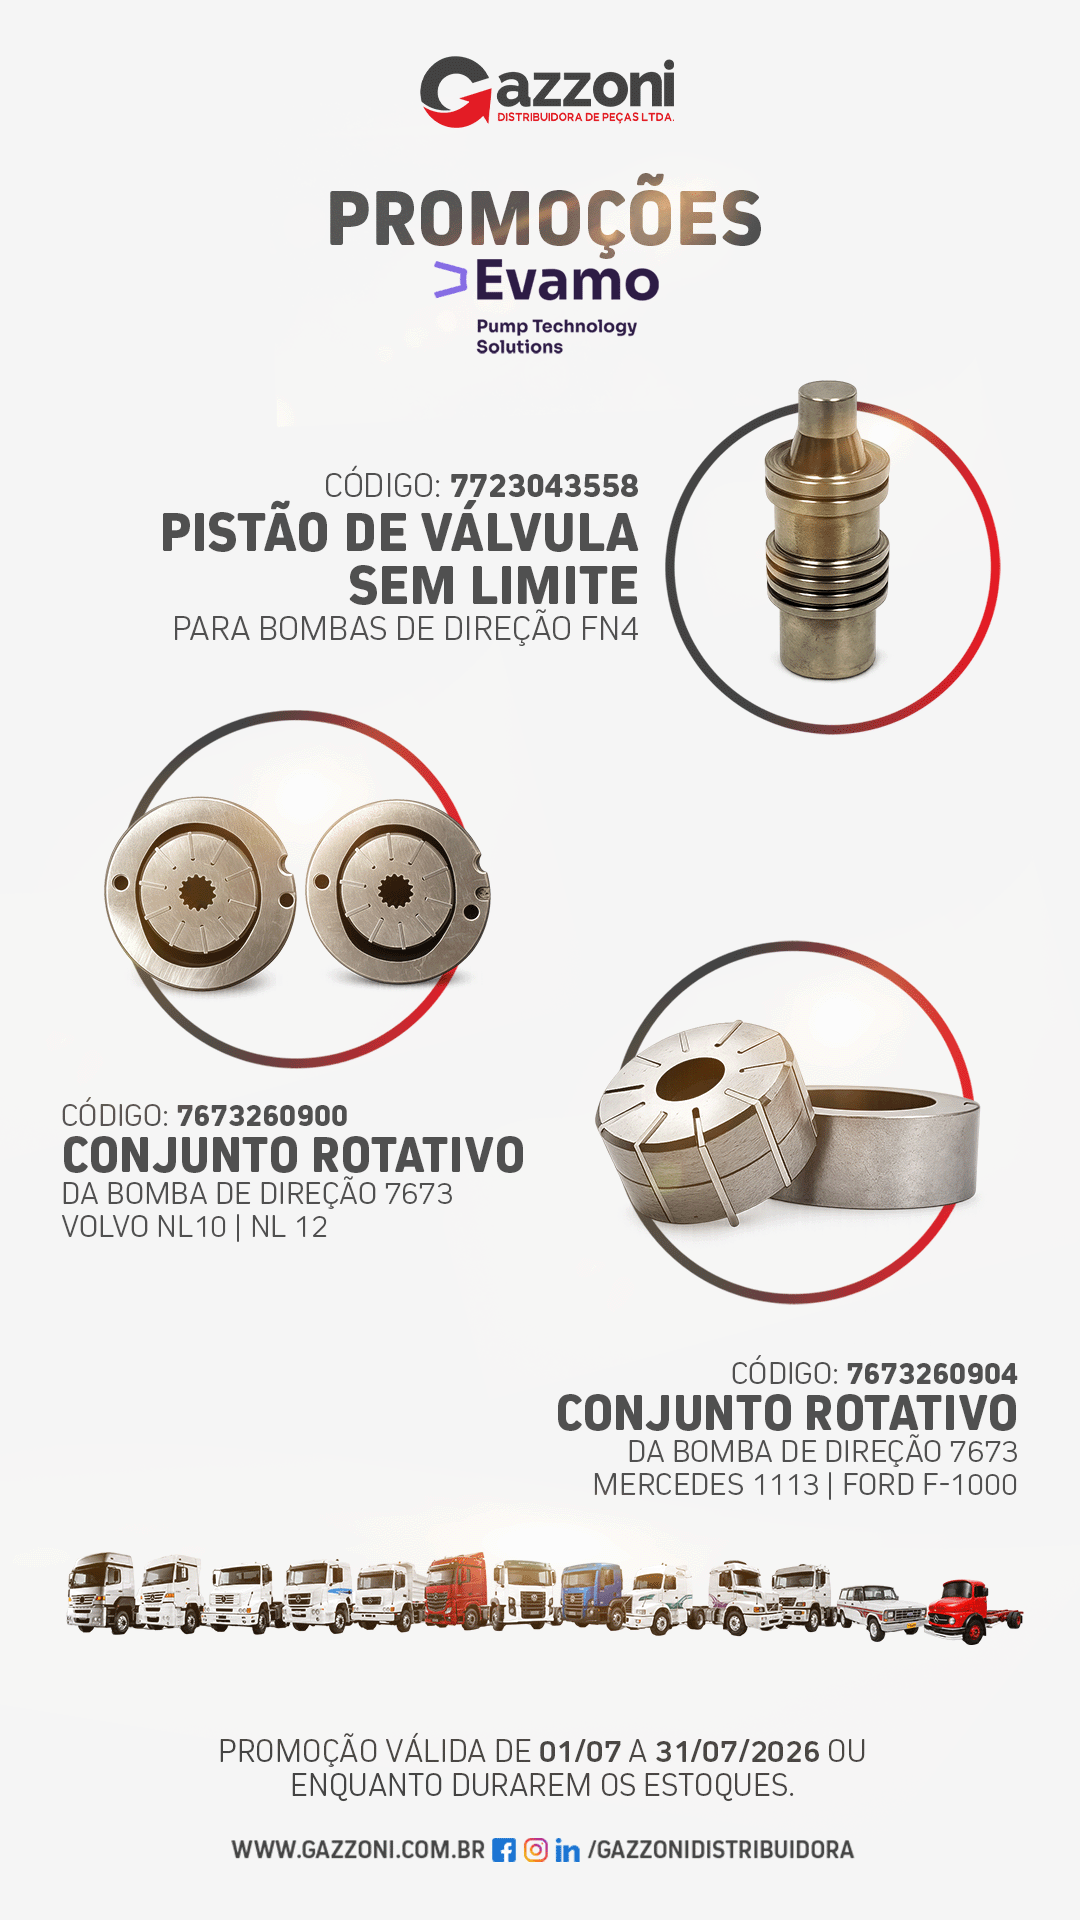 Gazzoni
DISTRIBUIDORA DE PEÇAS LTDA.
PROMOÇÕES
Evamo
Pump Technology
Solutions
CÓDIGO: 7723043558
PISTÃO DE VÁLVULA
SEM LIMITE
PARA BOMBAS DE DIREÇÃO FN4
CÓDIGO: 7673260900
CONJUNTO ROTATIVO
DA BOMBA DE DIREÇÃO 7673
VOLVO NL10 | NL 12
CÓDIGO: 7673260904
CONJUNTO ROTATIVO
DA BOMBA DE DIREÇÃO 7673
MERCEDES 1113 | FORD F-1000
PROMOÇÃO VÁLIDA DE 01/07 A 31/07/2026 OU
ENQUANTO DURAREM OS ESTOQUES.
WWW.GAZZONI.COM.BR /GAZZONIDISTRIBUIDORA